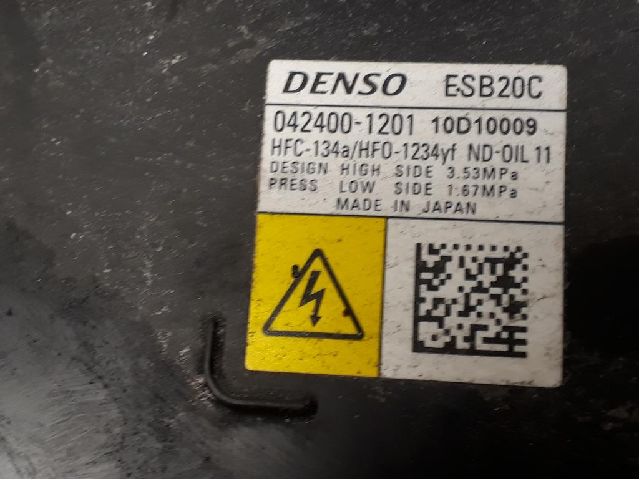 DENSO ESB20C
042400-1201 10D10009
HFC-134a/HFO-1234yf ND-OIL 11
DESIGN HIGH SIDE 3.53MPa
PRESS LOW SIDE 1.67MPa
MADE IN JAPAN